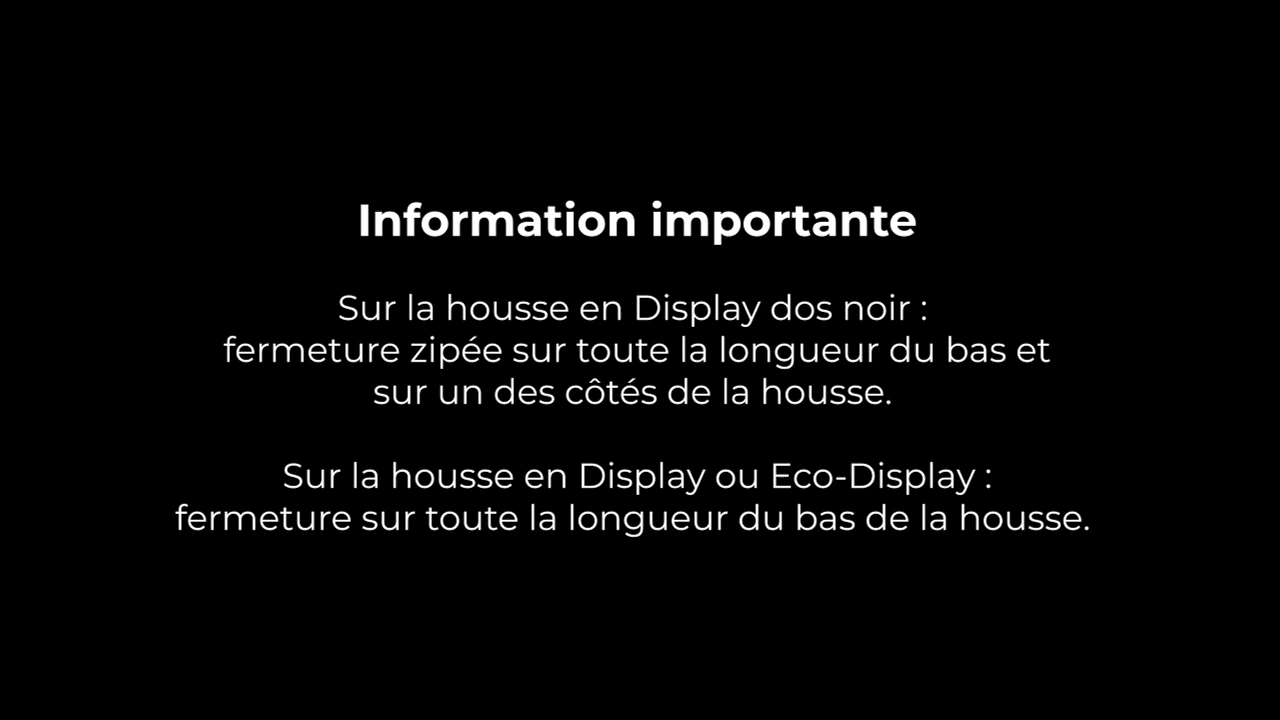 Information importante
Sur la housse en Display dos noir :
fermeture zipée sur toute la longueur du bas et
sur un des côtés de la housse.
Sur la housse en Display ou Eco-Display :
fermeture sur toute la longueur du bas de la housse.